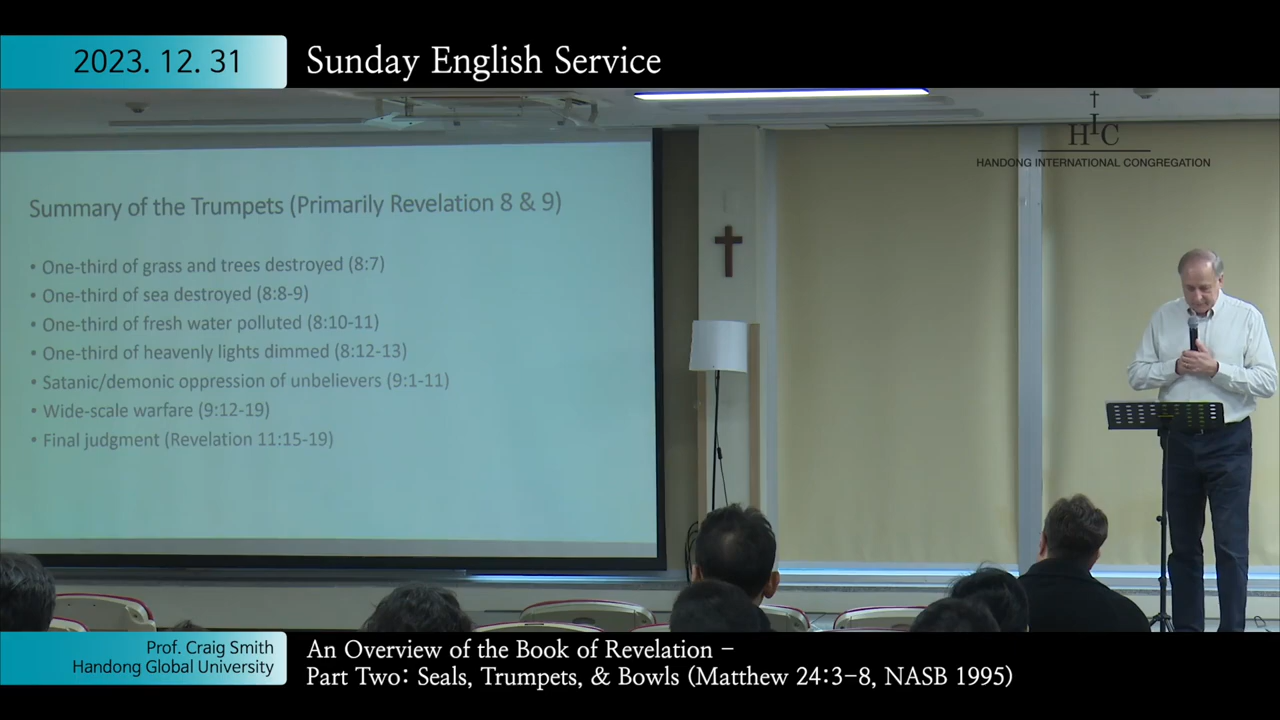 2023. 12. 31
Sunday English Service
HIC
HANDONG INTERNATIONAL CONGREGATION
Summary of the Trumpets (Primarily Revelation 8 & 9)
• One-third of grass and trees destroyed (8:7)
• One-third of sea destroyed (8:8-9)
• One-third of fresh water polluted (8:10-11)
• One-third of heavenly lights dimmed (8:12-13)
• Satanic/demonic oppression of unbelievers (9:1-11)
• Wide-scale warfare (9:12-19)
• Final judgment (Revelation 11:15-19)
Prof. Craig Smith
Handong Global University
An Overview of the Book of Revelation –
Part Two: Seals, Trumpets, & Bowls (Matthew 24:3-8, NASB 1995)